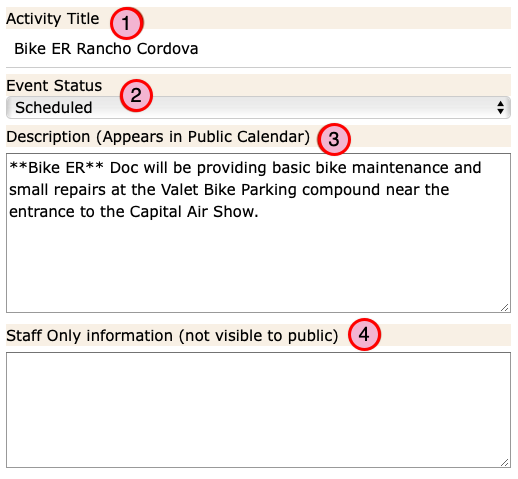 Activity Title 1
Bike ER Rancho Cordova
Event Status 2
Scheduled
Description (Appears in Public Calendar) 3
**Bike ER** Doc will be providing basic bike maintenance and
small repairs at the Valet Bike Parking compound near the
entrance to the Capital Air Show.
Staff Only information (not visible to public) 4